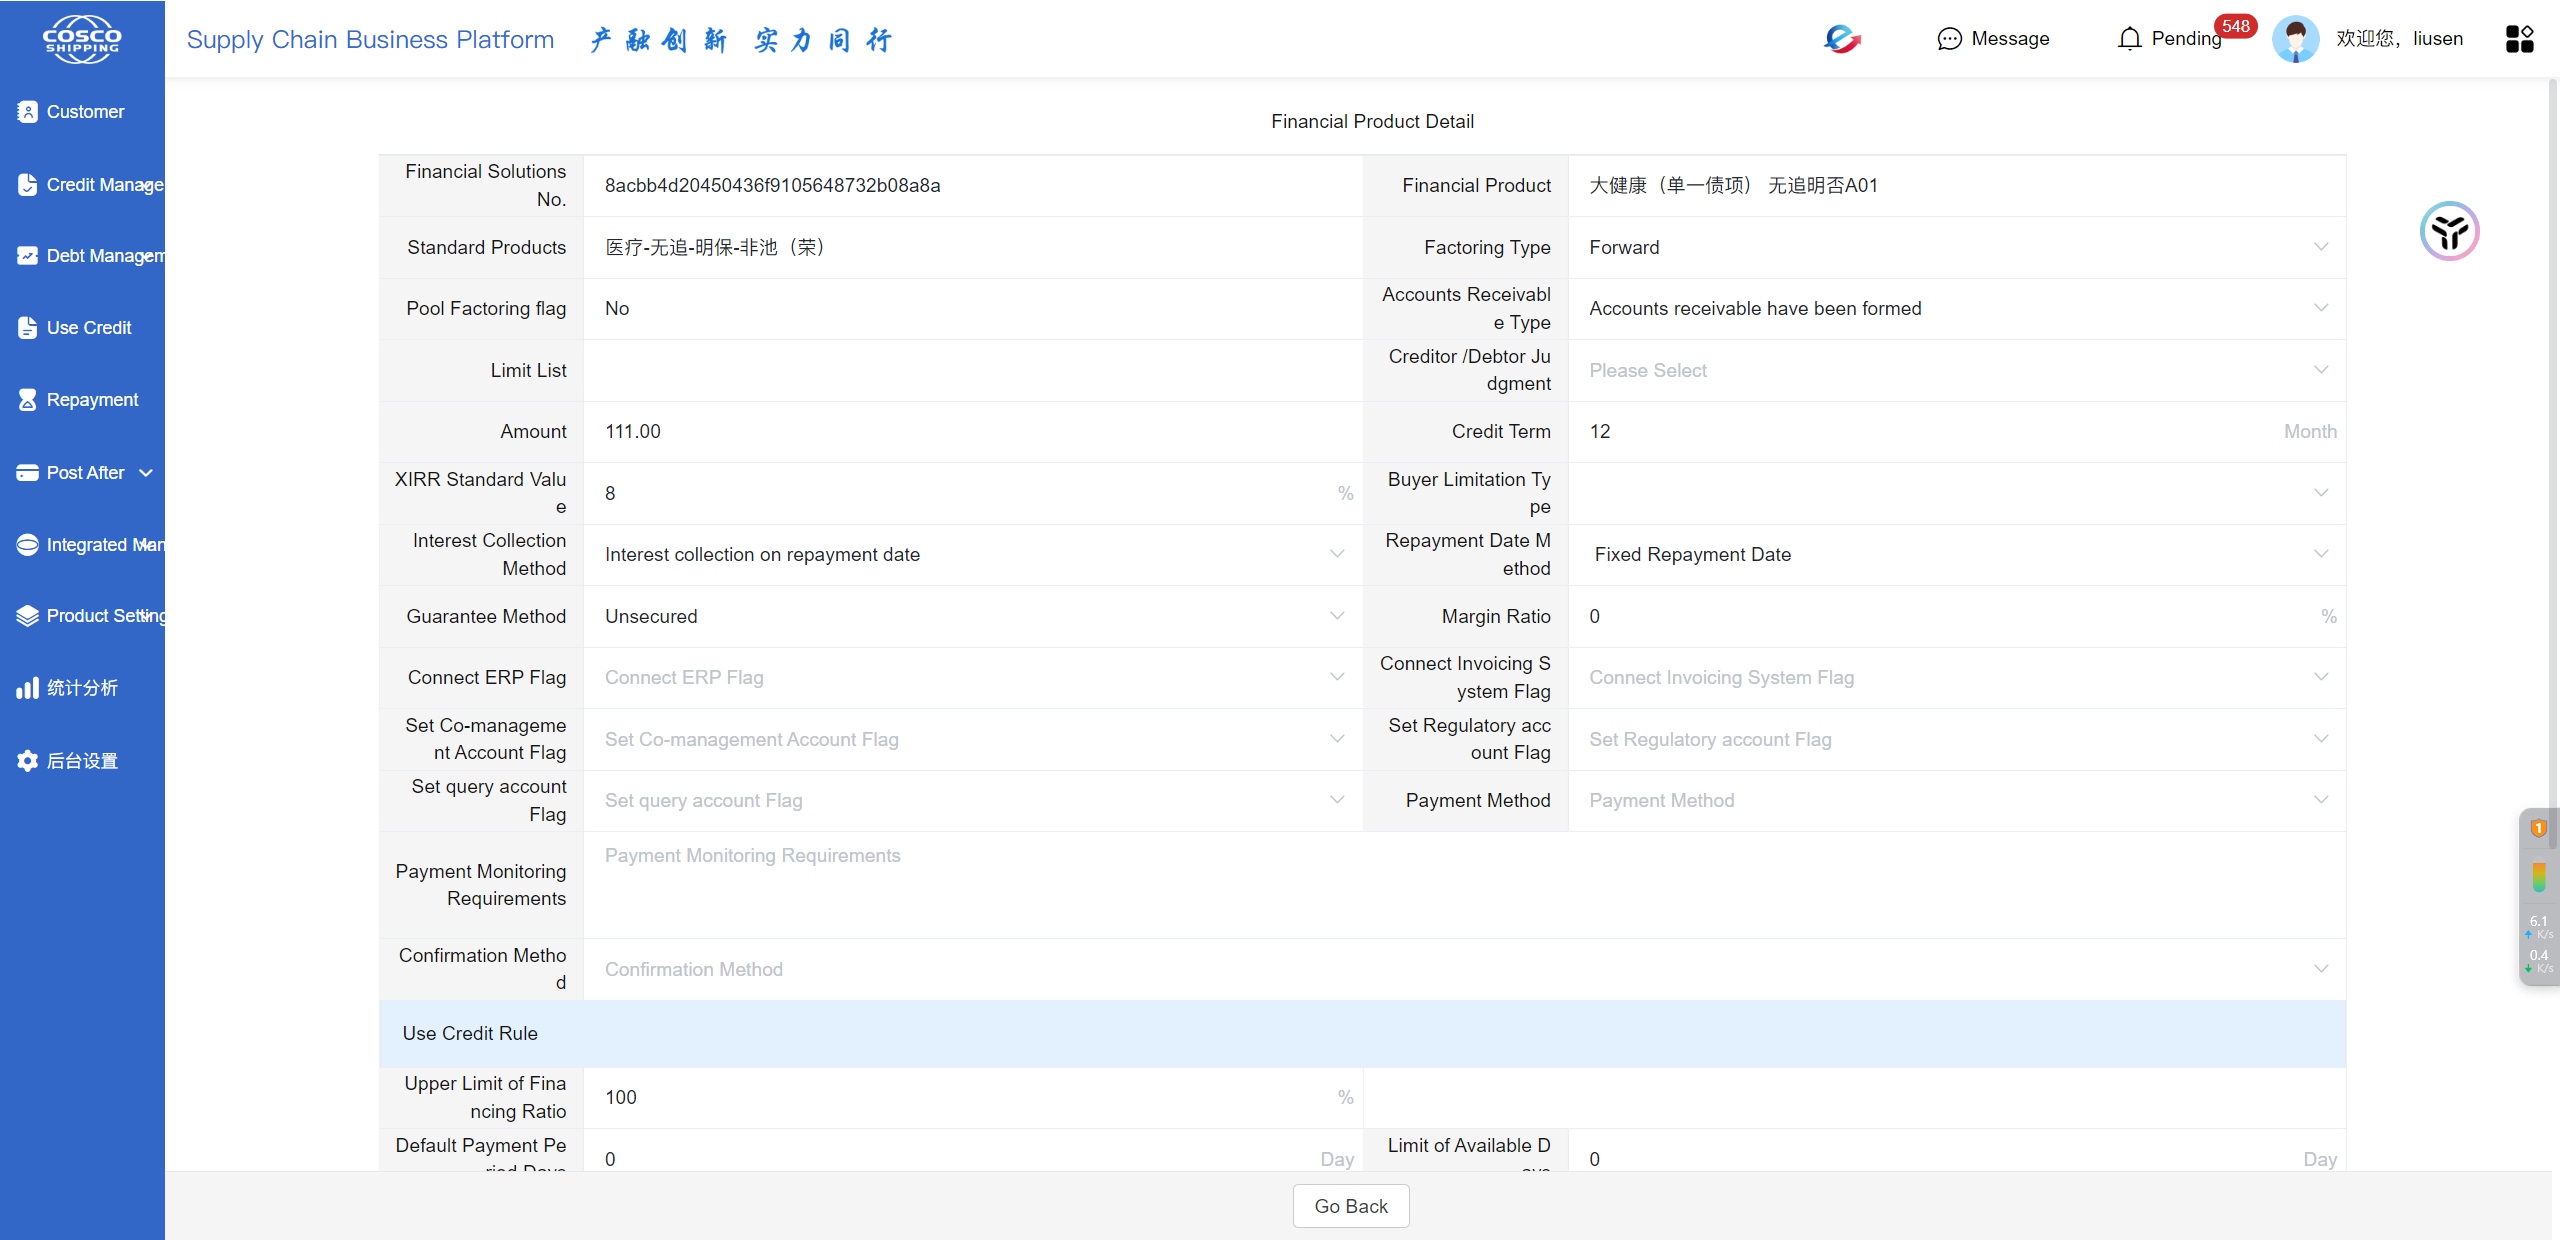 COSCO
SHIPPING
Supply Chain Business Platform
产融创新 实力同行
Message
Pending
548
欢迎您，liusen
Customer
Credit Manage
Debt Managem
Use Credit
Repayment
Post After
Integrated Man
Product Setting
统计分析
后台设置
Financial Product Detail
Financial Solutions
No.
8acbb4d20450436f9105648732b08a8a
Financial Product
大健康（单一债项） 无追明否A01
Standard Products
医疗-无追-明保-非池（荣）
Factoring Type
Forward
Pool Factoring flag
No
Accounts Receivabl
e Type
Accounts receivable have been formed
Limit List
Creditor /Debtor Ju
dgment
Please Select
Amount
111.00
Credit Term
12
Month
XIRR Standard Valu
e
8
%
Buyer Limitation Ty
pe
Interest Collection
Method
Interest collection on repayment date
Repayment Date M
ethod
Fixed Repayment Date
Guarantee Method
Unsecured
Margin Ratio
0
%
Connect ERP Flag
Connect ERP Flag
Connect Invoicing S
ystem Flag
Connect Invoicing System Flag
Set Co-manageme
nt Account Flag
Set Co-management Account Flag
Set Regulatory acc
ount Flag
Set Regulatory account Flag
Set query account
Flag
Set query account Flag
Payment Method
Payment Method
Payment Monitoring
Requirements
Payment Monitoring Requirements
Confirmation Metho
d
Confirmation Method
Use Credit Rule
Upper Limit of Fina
ncing Ratio
100
%
Default Payment Pe
riod Days
0
Day
Limit of Available D
ays
0
Day
Go Back
1
6.1
K/s
0.4
K/s